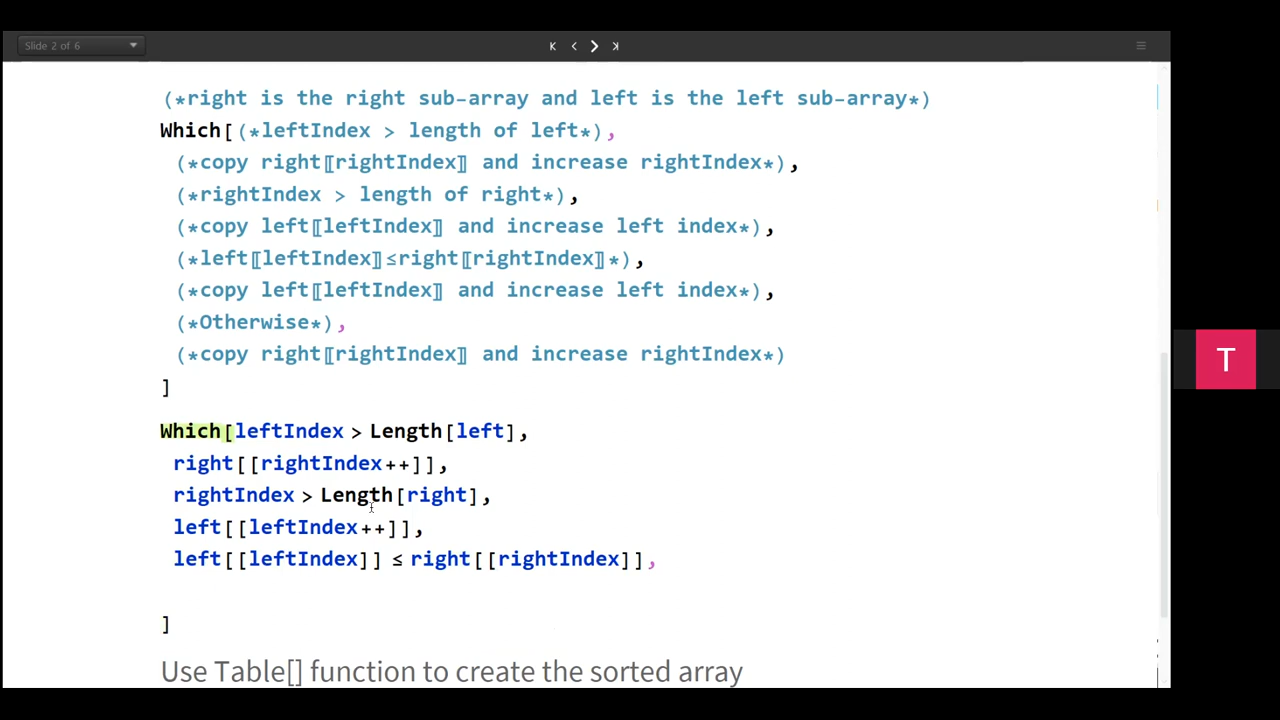 Slide 2 of 6
(*right is the right sub-array and left is the left sub-array*)
Which[(*leftIndex > length of left*),
(*copy right⟦rightIndex⟧ and increase rightIndex*),
(*rightIndex > length of right*),
(*copy left⟦leftIndex⟧ and increase left index*),
(*left⟦leftIndex⟧≤right⟦rightIndex⟧*),
(*copy left⟦leftIndex⟧ and increase left index*),
(*Otherwise*),
(*copy right⟦rightIndex⟧ and increase rightIndex*)
]
Which[leftIndex > Length[left],
right[[rightIndex++]],
rightIndex > Length[right],
left[[leftIndex++]],
left[[leftIndex]] ≤ right[[rightIndex]],
]
Use Table[] function to create the sorted array
T